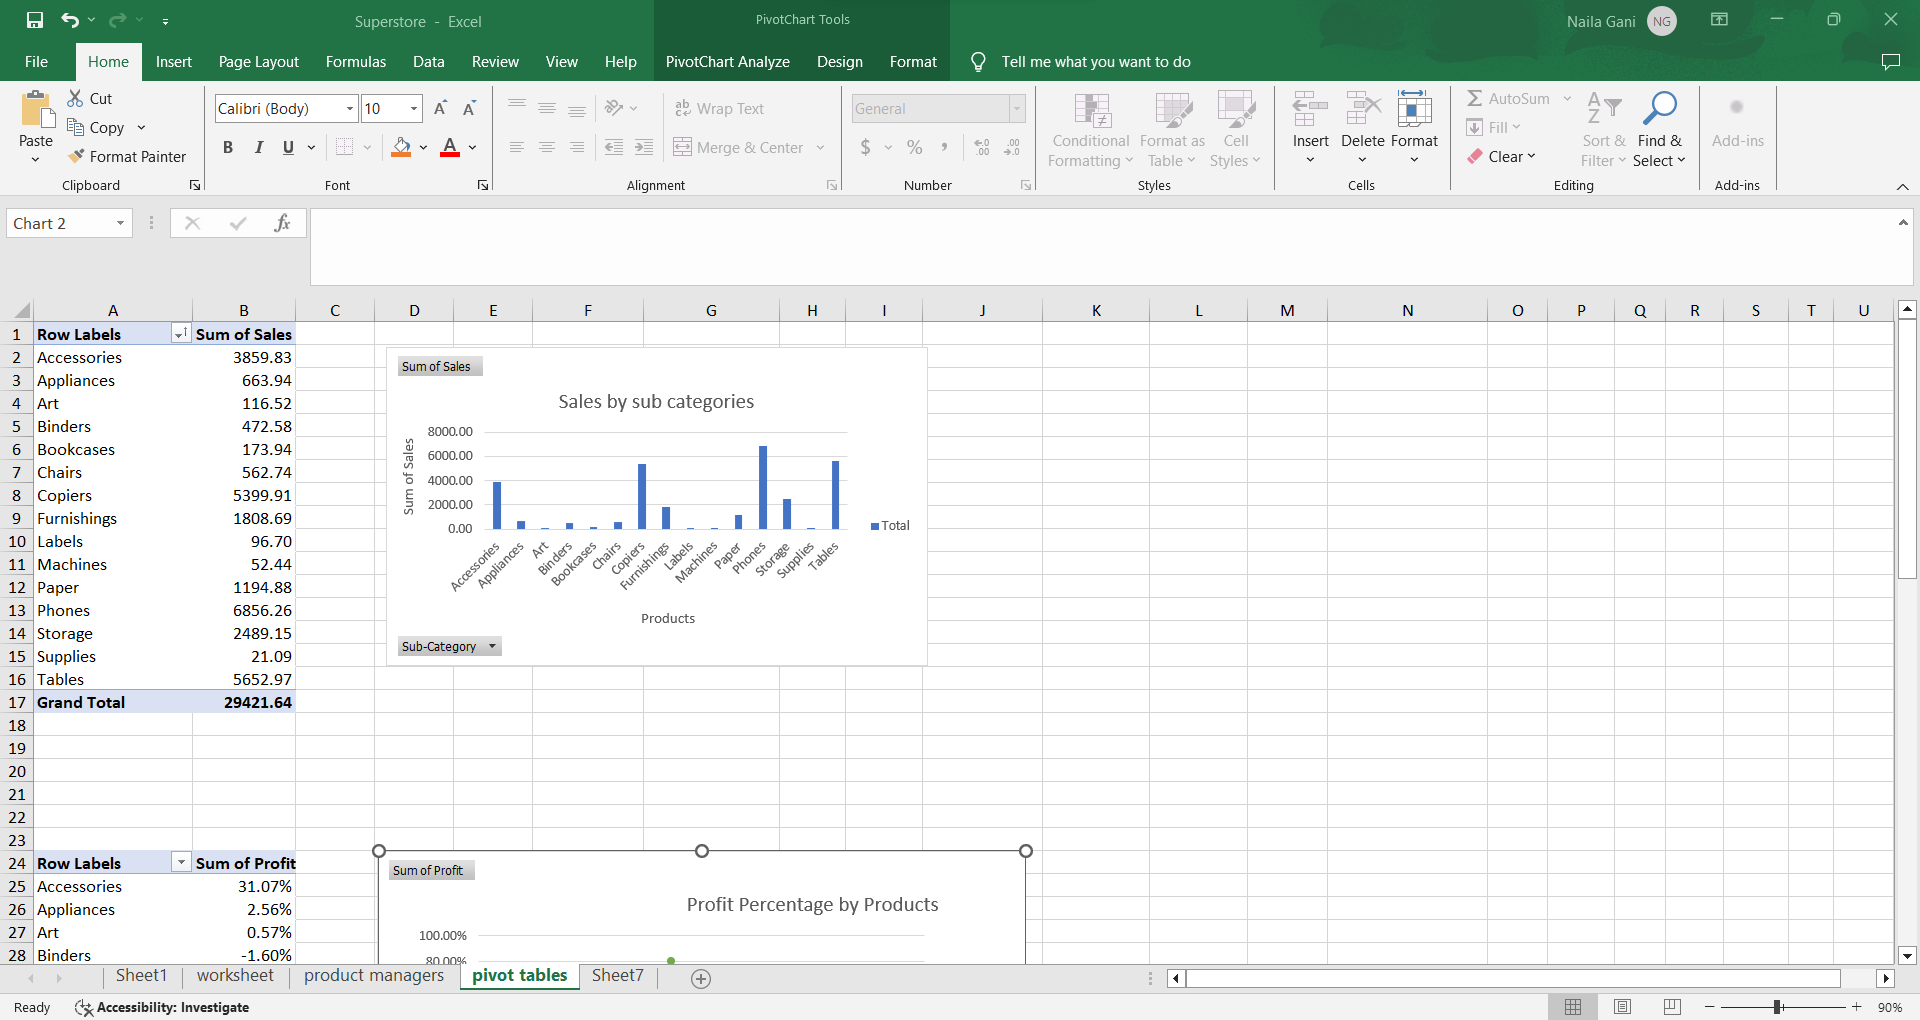 Superstore - Excel
PivotChart Tools
Naila Gani NG
File Home Insert Page Layout Formulas Data Review View Help PivotChart Analyze Design Format Tell me what you want to do
Paste
Cut
Copy
Format Painter
Clipboard
Calibri (Body) 10 A A
B I U A
Font
ab Wrap Text
Merge & Center
Alignment
General
$ % , .00 .00
Number
Conditional Formatting
Format as Table
Cell Styles
Styles
Insert Delete Format
Cells
AutoSum
Fill
Clear
Sort & Filter
Find & Select
Editing
Add-ins
Add-ins
Chart 2 fx
A B C D E F G H I J K L M N O P Q R S T U
1 Row Labels Sum of Sales
2 Accessories 3859.83
3 Appliances 663.94
4 Art 116.52
5 Binders 472.58
6 Bookcases 173.94
7 Chairs 562.74
8 Copiers 5399.91
9 Furnishings 1808.69
10 Labels 96.70
11 Machines 52.44
12 Paper 1194.88
13 Phones 6856.26
14 Storage 2489.15
15 Supplies 21.09
16 Tables 5652.97
17 Grand Total 29421.64
18
19
20
21
22
23
24 Row Labels Sum of Profit
25 Accessories 31.07%
26 Appliances 2.56%
27 Art 0.57%
28 Binders -1.60%
Sum of Sales
Sales by sub categories
Sum of Sales
8000.00
6000.00
4000.00
2000.00
0.00
Accessories Appliances Art Binders Bookcases Chairs Copiers Furnishings Labels Machines Paper Phones Storage Supplies Tables
Total
Products
Sub-Category
Sum of Profit
Profit Percentage by Products
100.00%
80.00%
Sheet1 worksheet product managers pivot tables Sheet7
Ready Accessibility: Investigate
90%